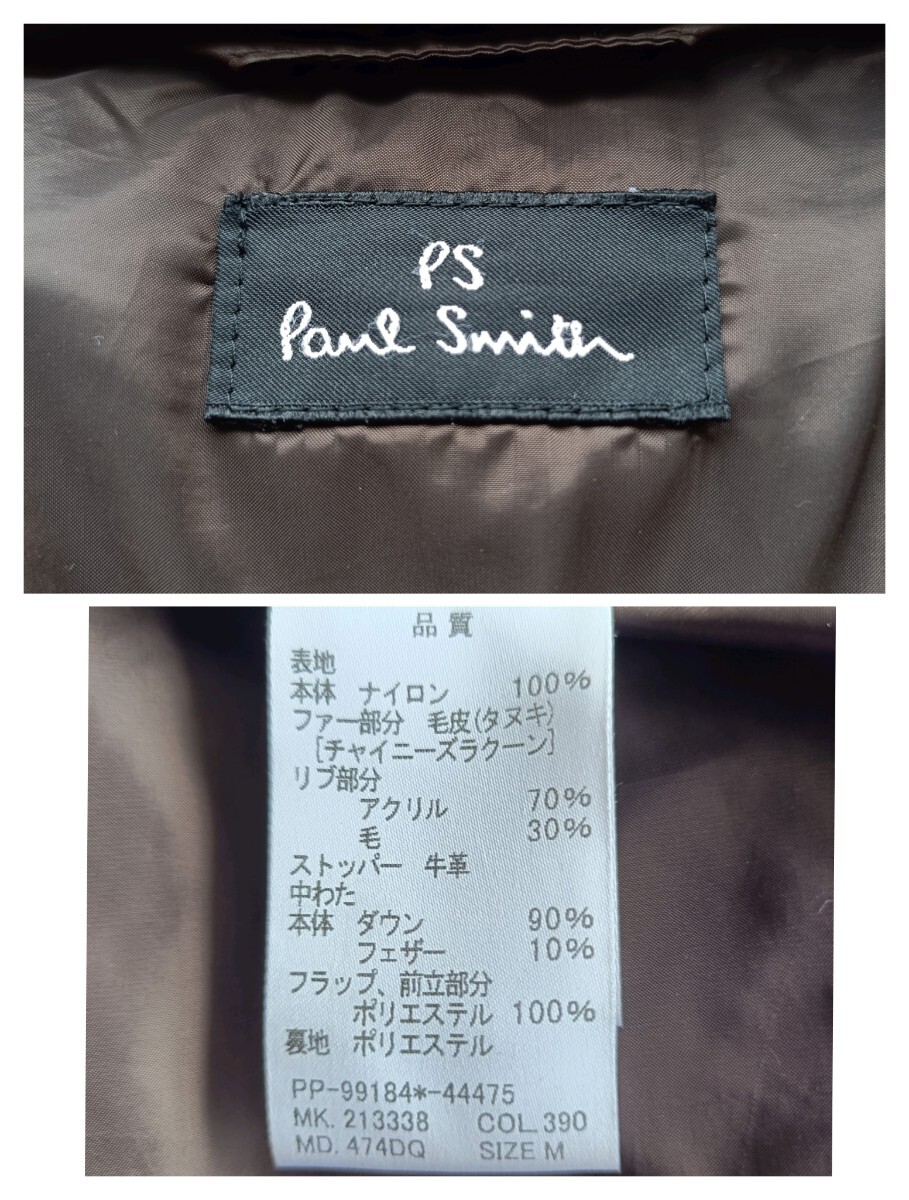 PS
Paul Smith
品質
表地
本体 ナイロン 100%
ファー部分 毛皮(タヌキ)
[チャイニーズラクーン]
リブ部分
アクリル 70%
毛 30%
ストッパー 牛革
中わた
本体 ダウン 90%
フェザー 10%
フラップ、前立部分
ポリエステル 100%
裏地 ポリエステル
PP-99184*-44475
MK. 213338 COL.390
MD. 474DQ SIZE M